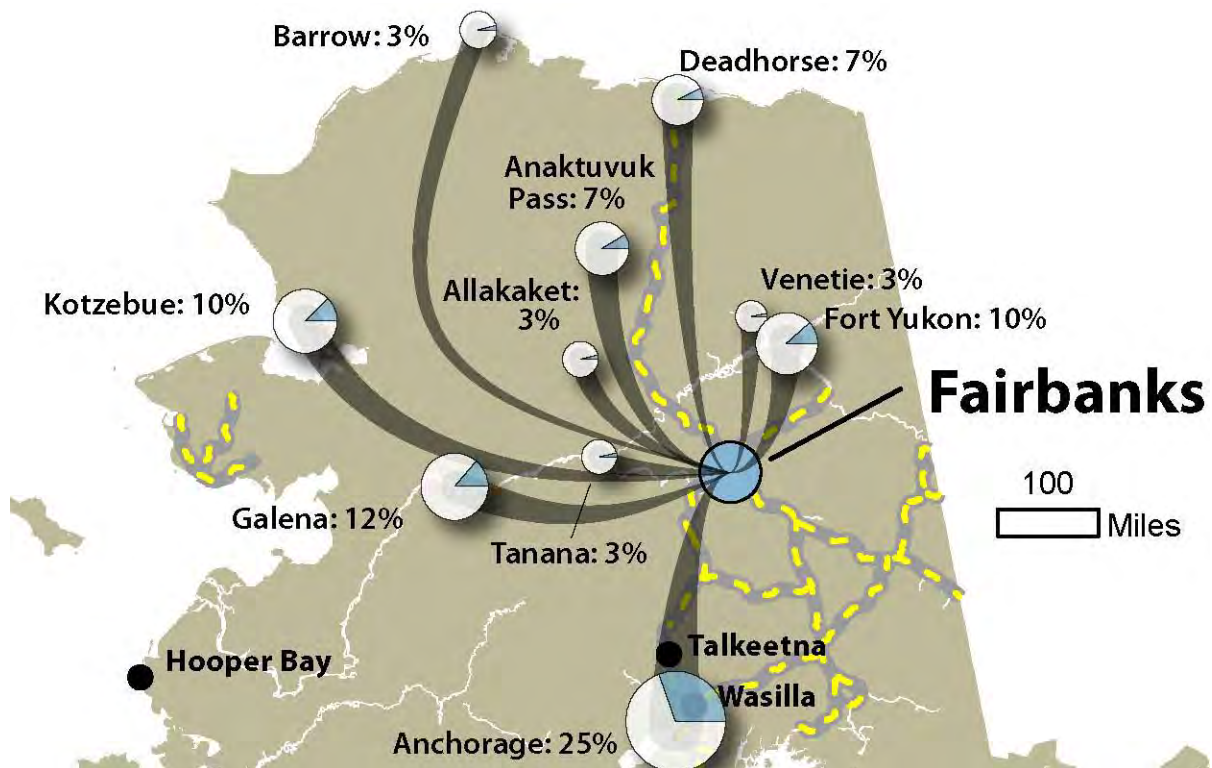 Barrow: 3%
Deadhorse: 7%
Anaktuvuk
Pass: 7%
Venetie: 3%
Allakaket:
3%
Kotzebue: 10%
Fort Yukon: 10%
Fairbanks
100
Miles
Galena: 12%
Tanana: 3%
Talkeetna
Hooper Bay
Wasilla
Anchorage: 25%